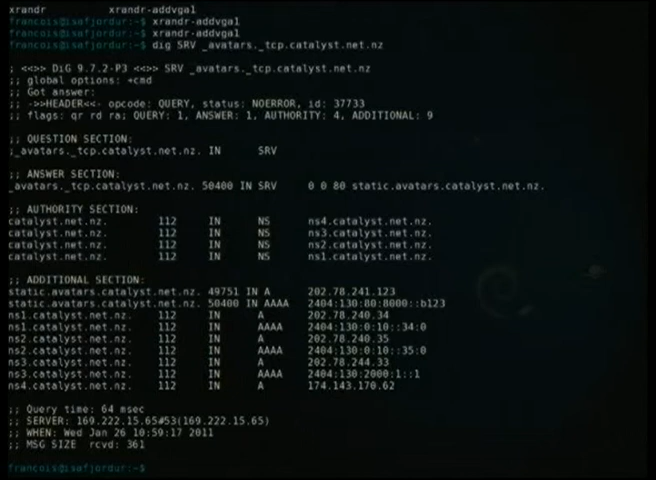 xrandr xrandr-addvga1
francois@isafjordur:~$ xrandr-addvga1
francois@isafjordur:~$ xrandr-addvga1
francois@isafjordur:~$ dig SRV _avatars._tcp.catalyst.net.nz
; <<>> DiG 9.7.2-P3 <<>> SRV _avatars._tcp.catalyst.net.nz
;; global options: +cmd
;; Got answer:
;; ->>HEADER<<- opcode: QUERY, status: NOERROR, id: 37733
;; flags: qr rd ra; QUERY: 1, ANSWER: 1, AUTHORITY: 4, ADDITIONAL: 9
;; QUESTION SECTION:
;_avatars._tcp.catalyst.net.nz. IN SRV
;; ANSWER SECTION:
_avatars._tcp.catalyst.net.nz. 50400 IN SRV 0 0 80 static.avatars.catalyst.net.nz.
;; AUTHORITY SECTION:
catalyst.net.nz. 112 IN NS ns4.catalyst.net.nz.
catalyst.net.nz. 112 IN NS ns3.catalyst.net.nz.
catalyst.net.nz. 112 IN NS ns2.catalyst.net.nz.
catalyst.net.nz. 112 IN NS ns1.catalyst.net.nz.
;; ADDITIONAL SECTION:
static.avatars.catalyst.net.nz. 49751 IN A 202.78.241.123
static.avatars.catalyst.net.nz. 50400 IN AAAA 2404:130:80:8000::b123
ns1.catalyst.net.nz. 112 IN A 202.78.240.34
ns1.catalyst.net.nz. 112 IN AAAA 2404:130:0:10::34:0
ns2.catalyst.net.nz. 112 IN A 202.78.240.35
ns2.catalyst.net.nz. 112 IN AAAA 2404:130:0:10::35:0
ns3.catalyst.net.nz. 112 IN A 202.78.244.33
ns3.catalyst.net.nz. 112 IN AAAA 2404:130:2000:1::1
ns4.catalyst.net.nz. 112 IN A 174.143.170.62
;; Query time: 64 msec
;; SERVER: 169.222.15.65#53(169.222.15.65)
;; WHEN: Wed Jan 26 10:59:17 2011
;; MSG SIZE rcvd: 361
francois@isafjordur:~$